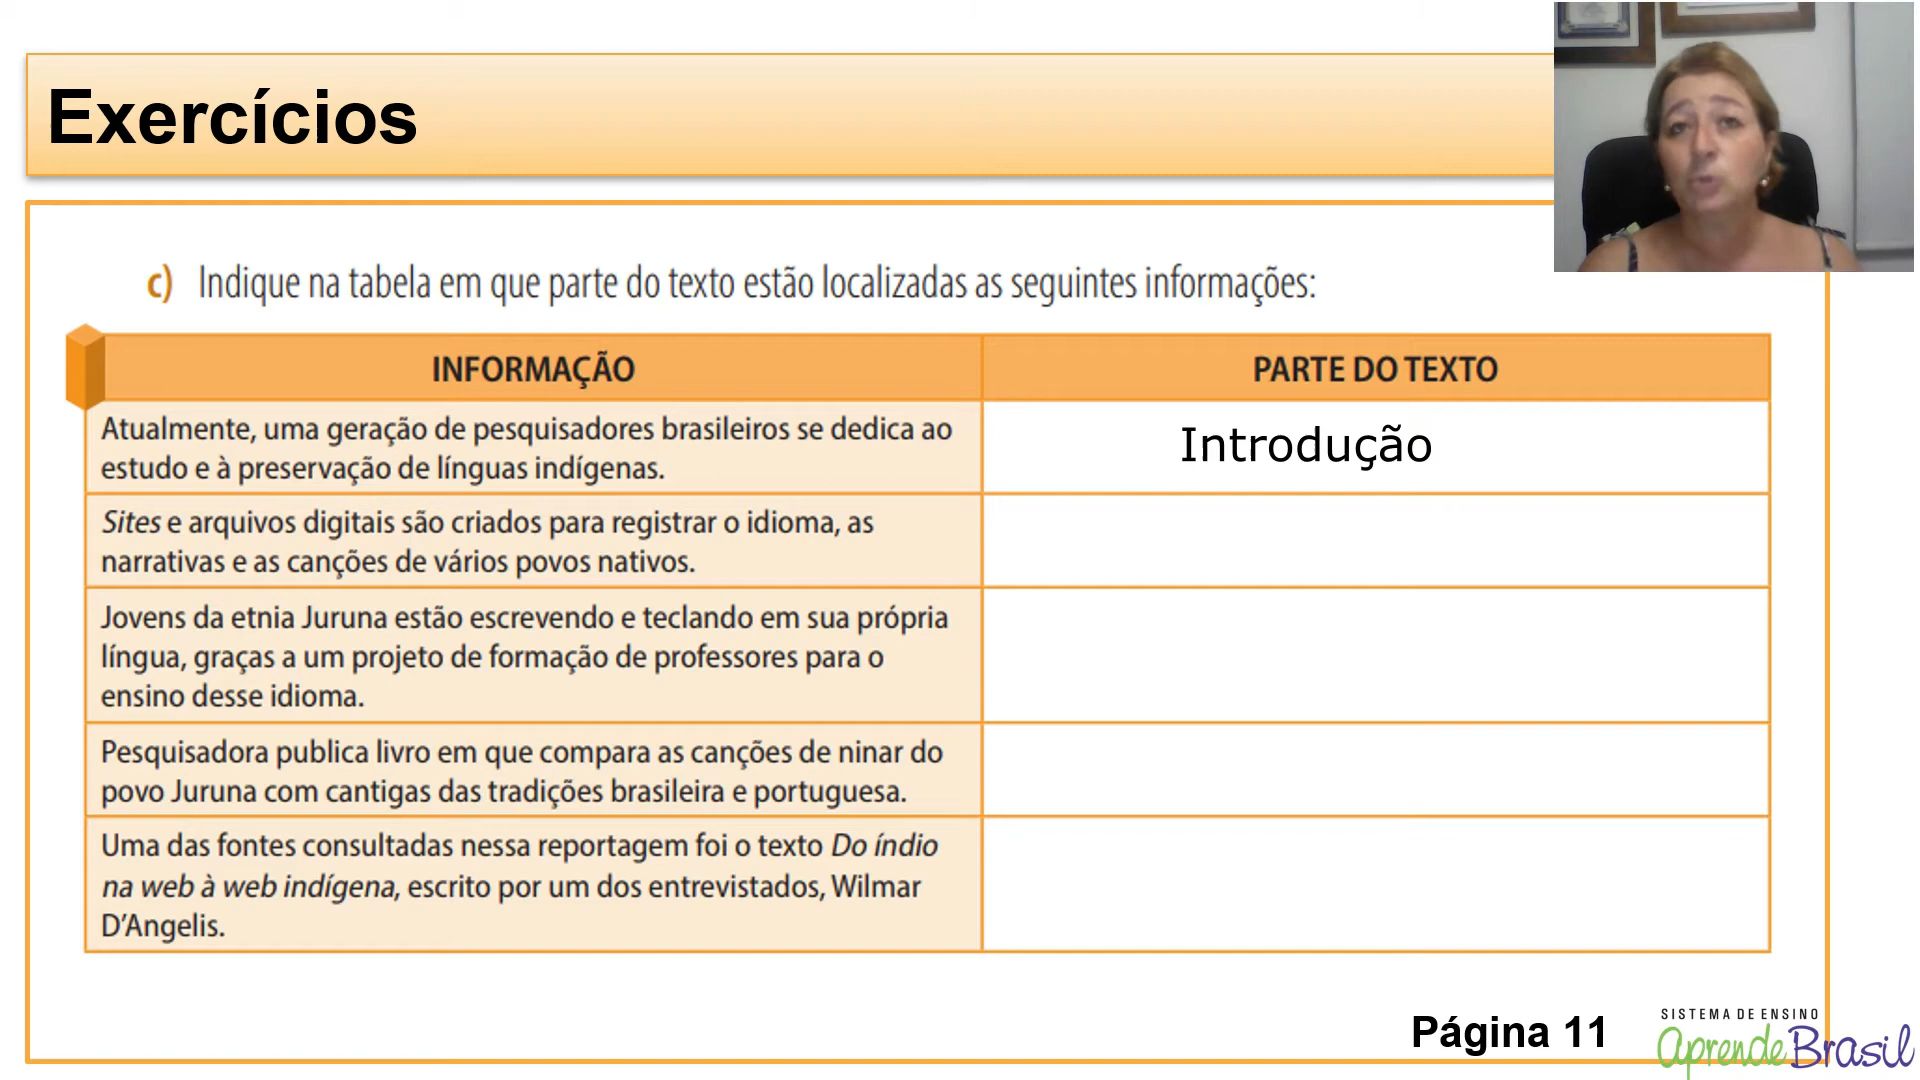 Exercícios
c) Indique na tabela em que parte do texto estão localizadas as seguintes informações:
INFORMAÇÃO
PARTE DO TEXTO
Atualmente, uma geração de pesquisadores brasileiros se dedica ao
estudo e à preservação de línguas indígenas.
Introdução
Sites e arquivos digitais são criados para registrar o idioma, as
narrativas e as canções de vários povos nativos.
Jovens da etnia Juruna estão escrevendo e teclando em sua própria
língua, graças a um projeto de formação de professores para o
ensino desse idioma.
Pesquisadora publica livro em que compara as canções de ninar do
povo Juruna com cantigas das tradições brasileira e portuguesa.
Uma das fontes consultadas nessa reportagem foi o texto Do índio
na web à web indígena, escrito por um dos entrevistados, Wilmar
D'Angelis.
Página 11
SISTEMA DE ENSINO
aprende Brasil